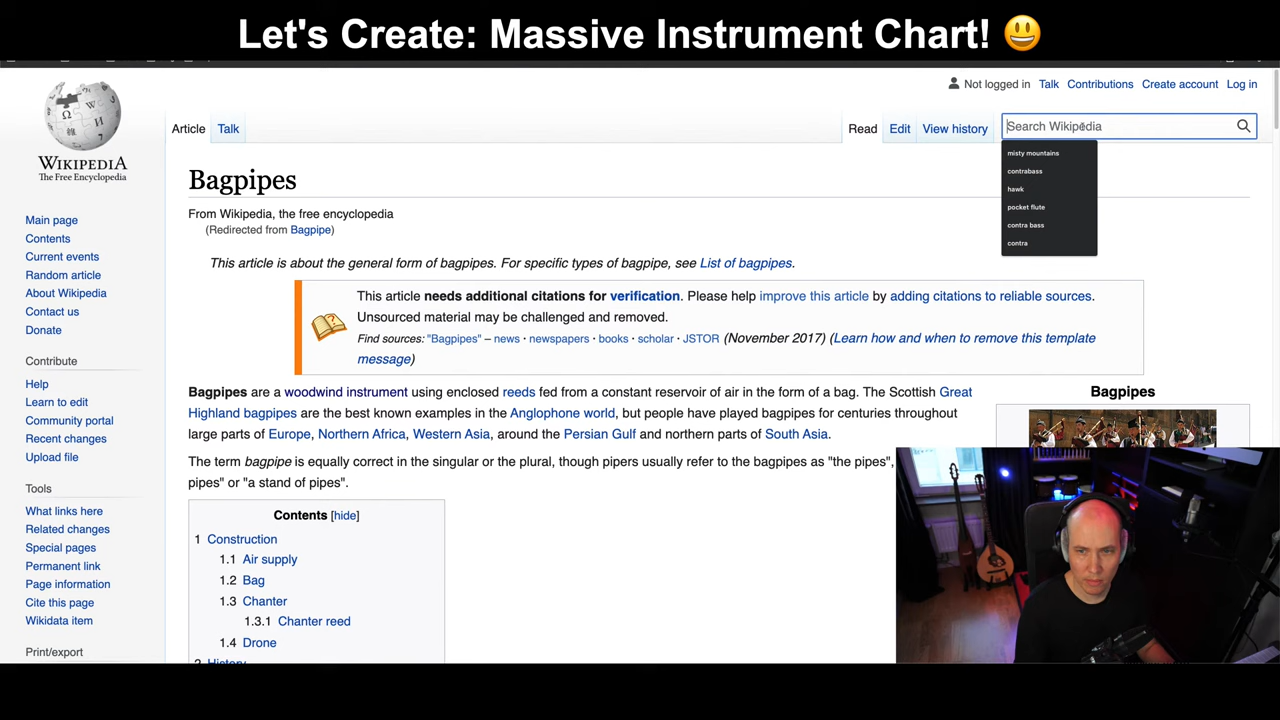 Let's Create: Massive Instrument Chart! 😃
Not logged in Talk Contributions Create account Log in
Article Talk Read Edit View history Search Wikipedia
WIKIPEDIA
The Free Encyclopedia
Main page
Contents
Current events
Random article
About Wikipedia
Contact us
Donate
Contribute
Help
Learn to edit
Community portal
Recent changes
Upload file
Tools
What links here
Related changes
Special pages
Permanent link
Page information
Cite this page
Wikidata item
Print/export
misty mountains
contrabass
hawk
pocket flute
contra bass
contra
Bagpipes
From Wikipedia, the free encyclopedia
(Redirected from Bagpipe)
This article is about the general form of bagpipes. For specific types of bagpipe, see List of bagpipes.
This article needs additional citations for verification. Please help improve this article by adding citations to reliable sources.
Unsourced material may be challenged and removed.
Find sources: "Bagpipes" – news · newspapers · books · scholar · JSTOR (November 2017) (Learn how and when to remove this template
message)
Bagpipes are a woodwind instrument using enclosed reeds fed from a constant reservoir of air in the form of a bag. The Scottish Great
Highland bagpipes are the best known examples in the Anglophone world, but people have played bagpipes for centuries throughout
large parts of Europe, Northern Africa, Western Asia, around the Persian Gulf and northern parts of South Asia.
The term bagpipe is equally correct in the singular or the plural, though pipers usually refer to the bagpipes as "the pipes",
pipes" or "a stand of pipes".
Bagpipes
Contents [hide]
1 Construction
1.1 Air supply
1.2 Bag
1.3 Chanter
1.3.1 Chanter reed
1.4 Drone
2 History